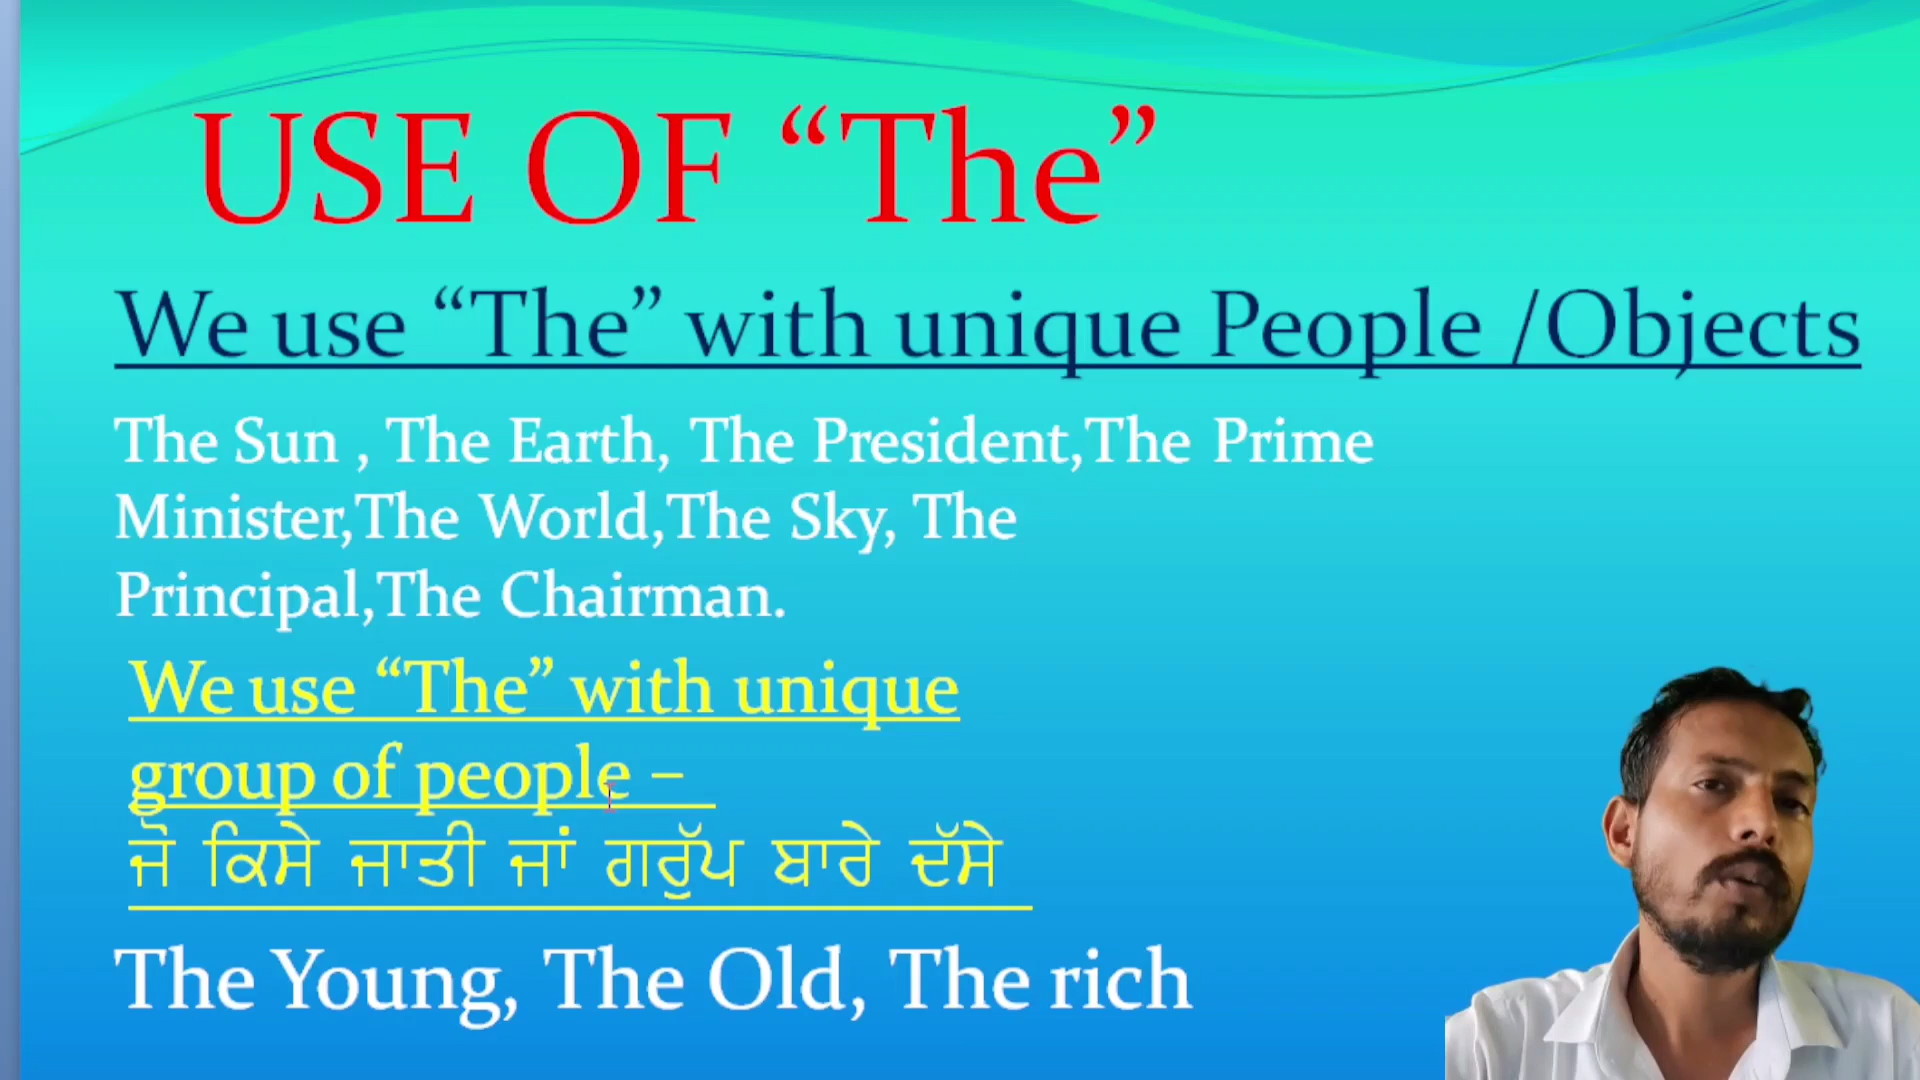 USE OF “The”
We use “The” with unique People /Objects
The Sun , The Earth, The President,The Prime
Minister,The World,The Sky, The
Principal,The Chairman.
We use “The” with unique
group of people –
ਜੋ ਕਿਸੇ ਜਾਤੀ ਜਾਂ ਗਰੁੱਪ ਬਾਰੇ ਦੱਸੇ
The Young, The Old, The rich